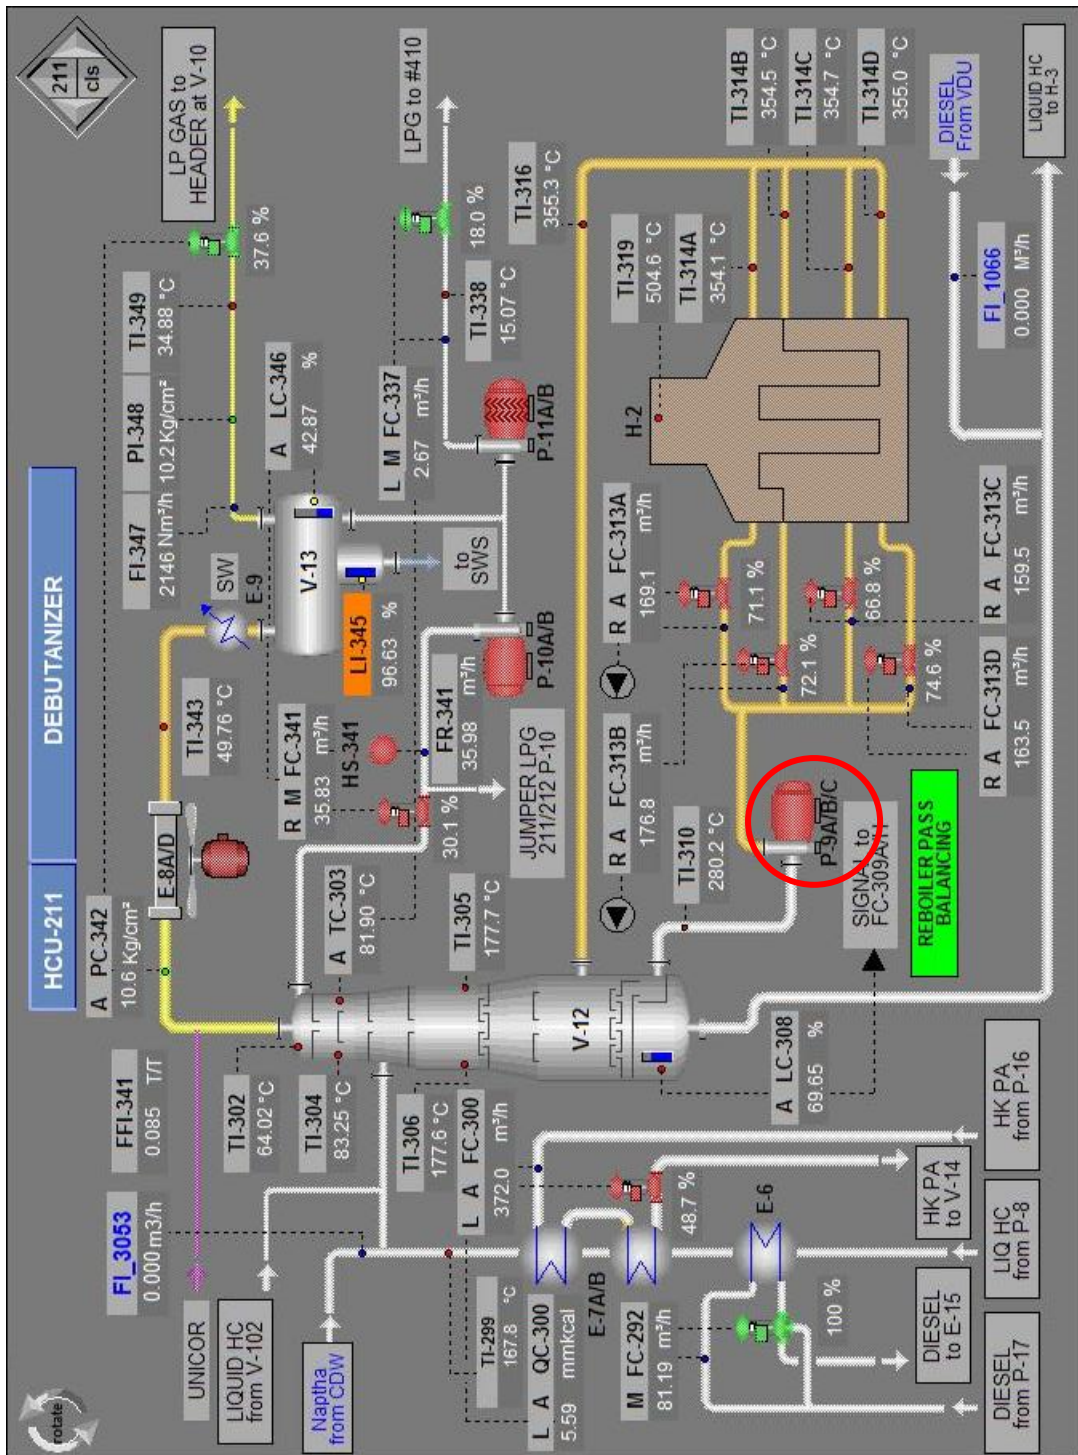 HCU-211
DEBUTANIZER
211
cls
rotate
LP GAS to
HEADER at V-10
LPG to #410
A PC-342
10.6 Kg/cm²
E-8A/D
TI-343
49.76 °C
SW
E-9
FI-347
2146 Nm³/h
PI-348
10.2 Kg/cm²
TI-349
34.88 °C
37.6 %
A LC-346
42.87 %
V-13
LI-345
96.63 %
to
SWS
L M FC-337
2.67 m³/h
TI-338
15.07 °C
18.0 %
P-11A/B
P-10A/B
R M FC-341
35.83 m³/h
HS-341
FR-341
35.98 m³/h
30.1 %
JUMPER LPG
211/212 P-10
FFI-341
0.085 T/T
FI_3053
0.000 m3/h
UNICOR
LIQUID HC
from V-102
Naptha
from CDW
TI-302
64.02 °C
TI-304
83.25 °C
A TC-303
81.90 °C
TI-305
177.7 °C
TI-306
177.6 °C
V-12
L A FC-300
372.0 m³/h
TI-299
167.8 °C
L A QC-300
5.59 mmkcal
E-7A/B
48.7 %
E-6
M FC-292
81.19 m³/h
100 %
DIESEL
to E-15
DIESEL
from P-17
LIQ HC
from P-8
HK PA
to V-14
HK PA
from P-16
A LC-308
69.65 %
SIGNAL to
FC-309A/H
TI-310
280.2 °C
P-9A/B/C
REBOILER PASS
BALANCING
R A FC-313A
169.1 m³/h
71.1 %
R A FC-313B
176.8 m³/h
72.1 %
R A FC-313C
159.5 m³/h
66.8 %
R A FC-313D
163.5 m³/h
74.6 %
H-2
TI-316
355.3 °C
TI-319
504.6 °C
TI-314A
354.1 °C
TI-314B
354.5 °C
TI-314C
354.7 °C
TI-314D
355.0 °C
DIESEL
From VDU
FI_1066
0.000 M³/h
LIQUID HC
to H-3